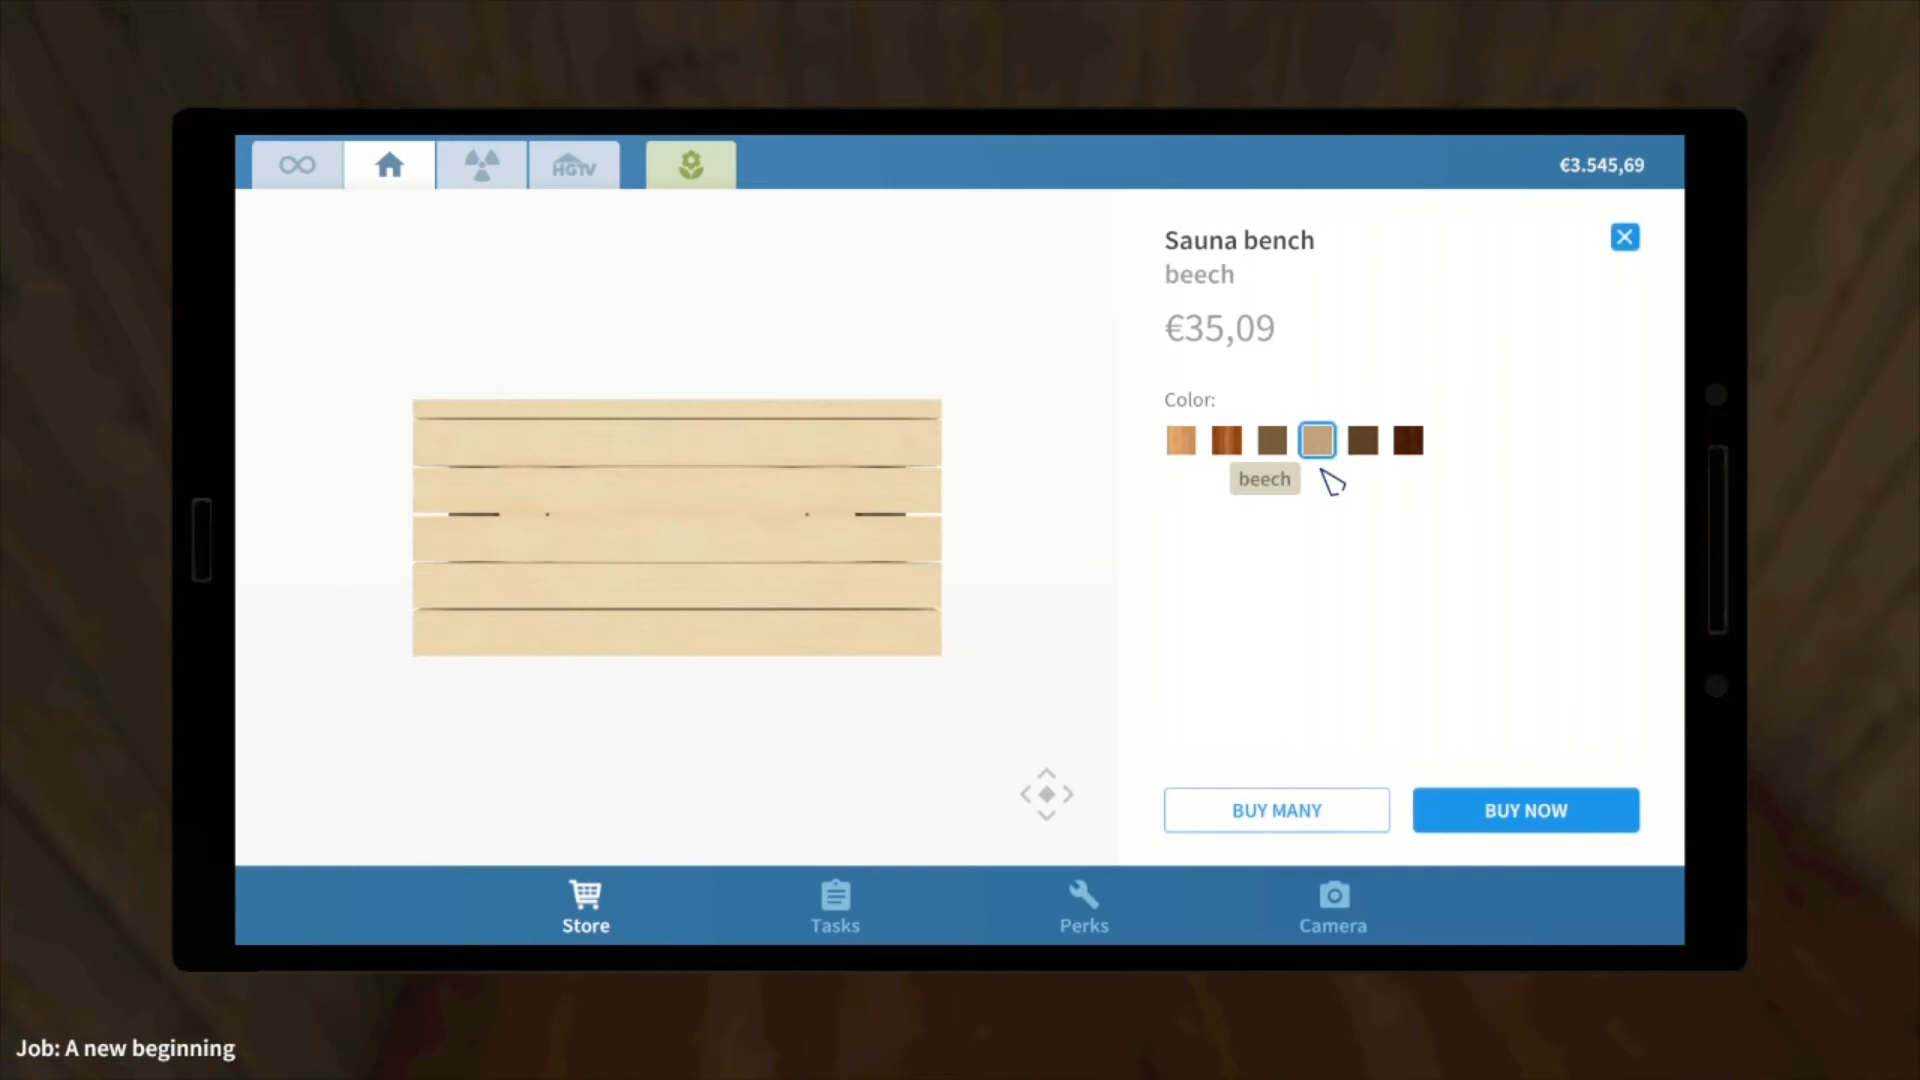 HGTV
€3.545,69
Sauna bench
beech
€35,09
Color:
beech
BUY MANY
BUY NOW
Store
Tasks
Perks
Camera
Job: A new beginning